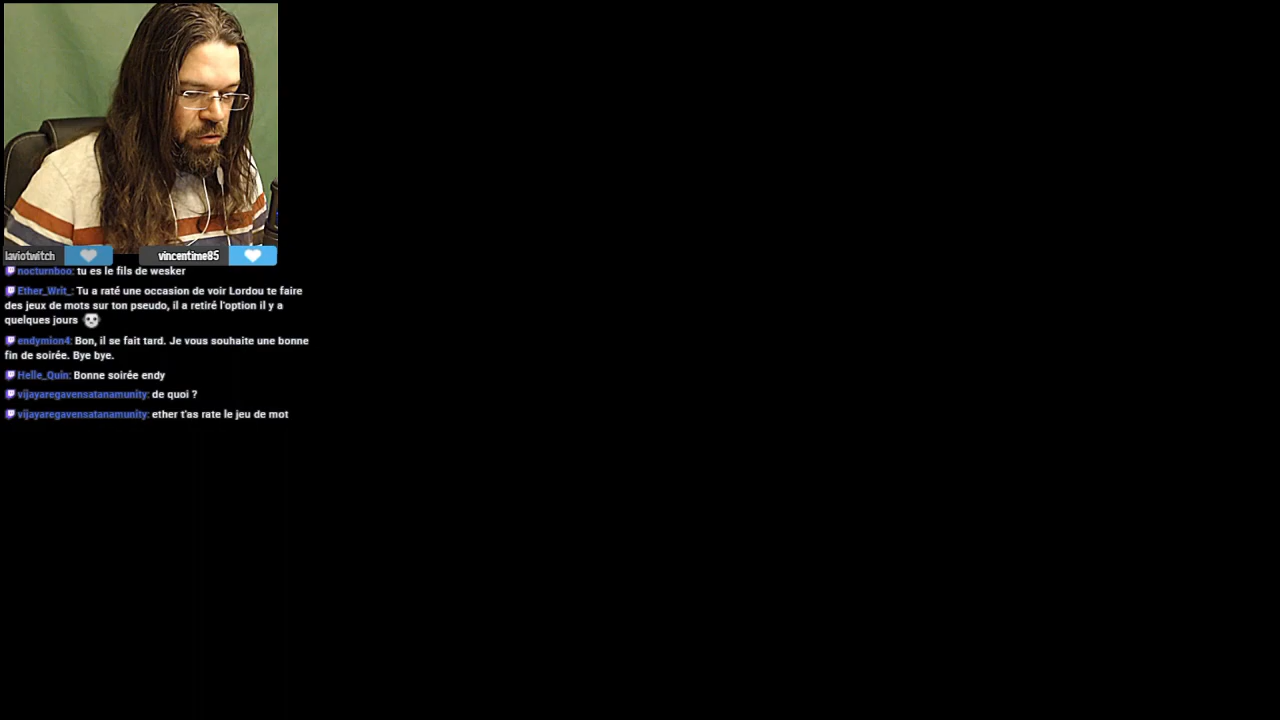 laviotwitch
vincentime85
nocturnboo: tu es le fils de wesker
Ether_Writ_: Tu a raté une occasion de voir Lordou te faire
des jeux de mots sur ton pseudo, il a retiré l'option il y a
quelques jours
endymion4: Bon, il se fait tard. Je vous souhaite une bonne
fin de soirée. Bye bye.
Helle_Quin: Bonne soirée endy
vijayaregavensatanamunity: de quoi ?
vijayaregavensatanamunity: ether t'as rate le jeu de mot